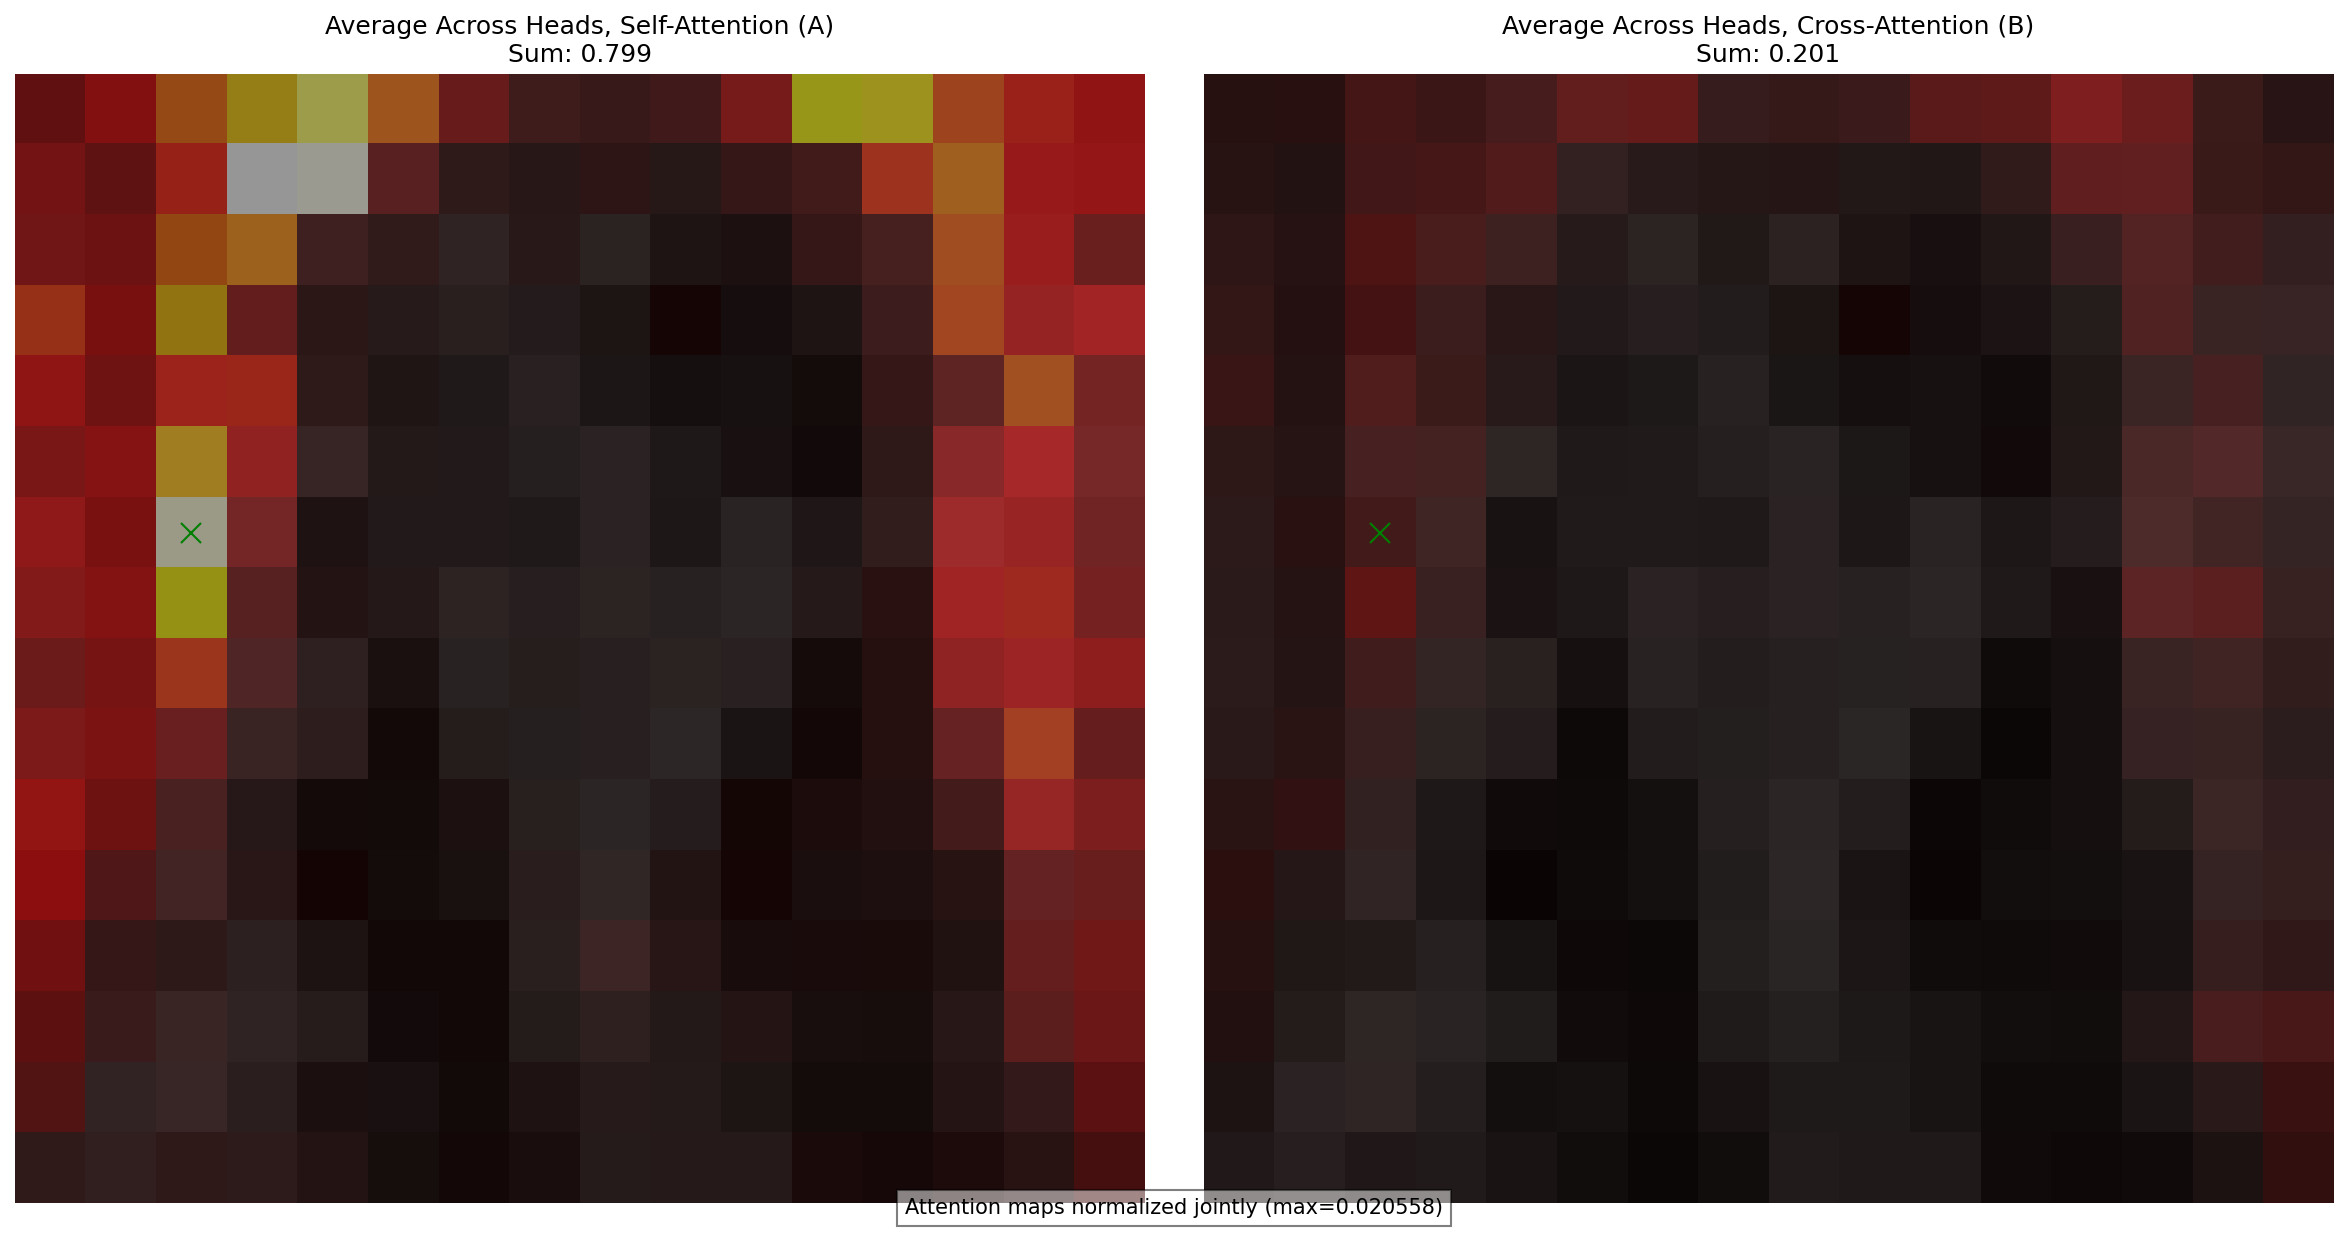 Average Across Heads, Self-Attention (A)
Sum: 0.799
Average Across Heads, Cross-Attention (B)
Sum: 0.201
Attention maps normalized jointly (max=0.020558)